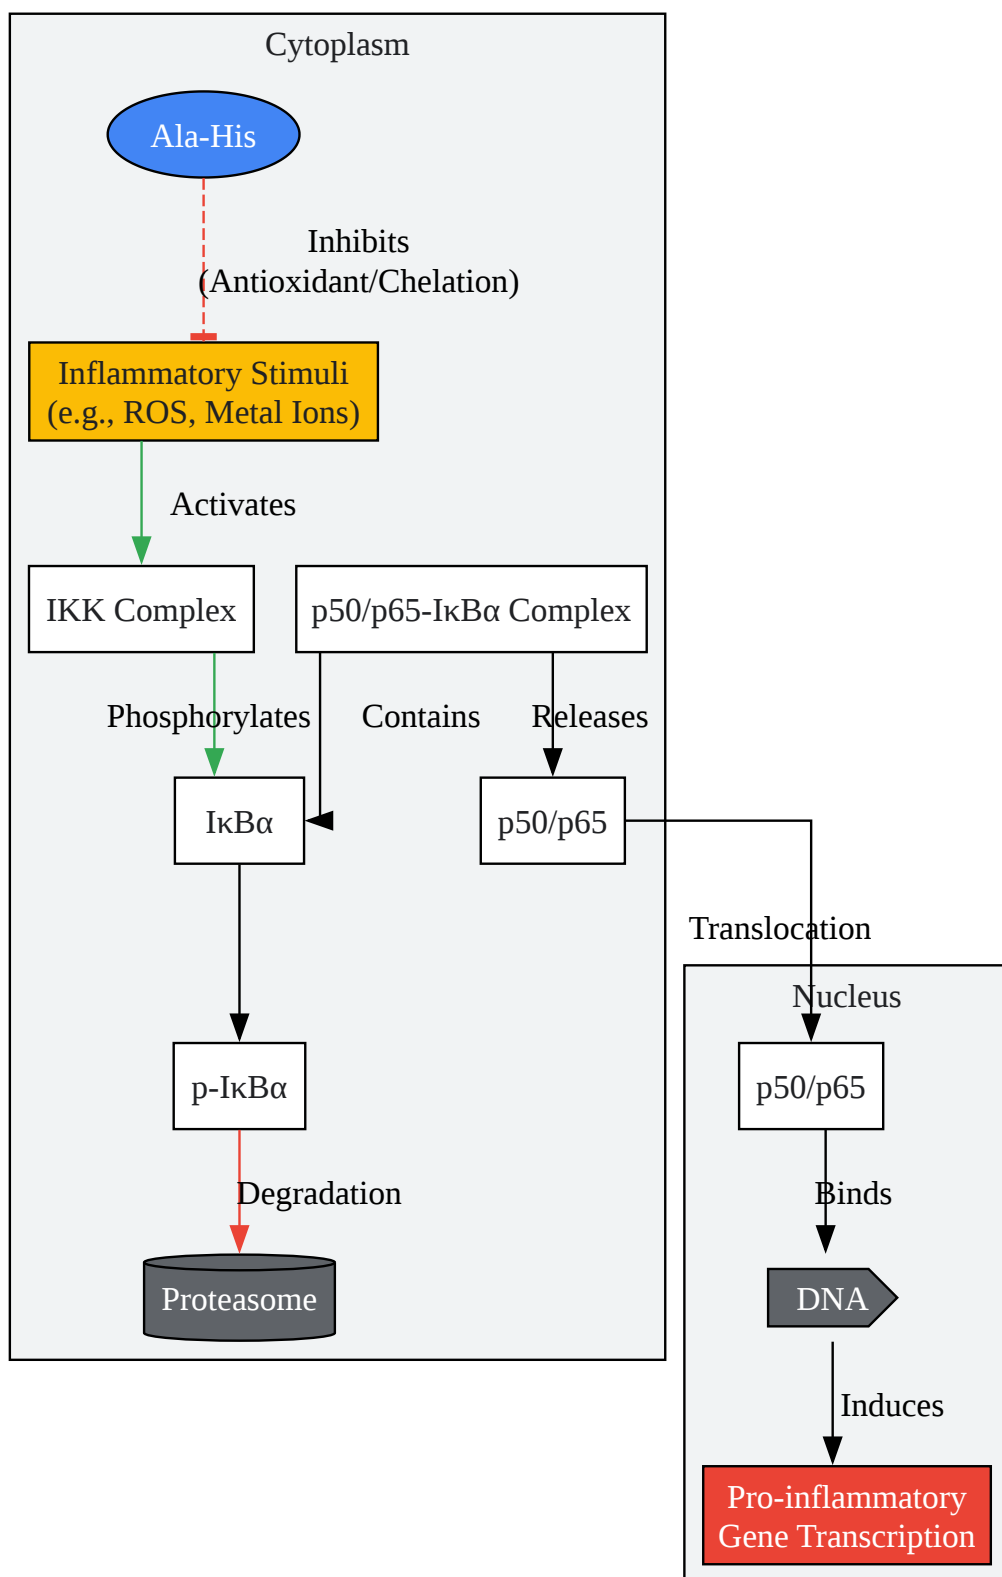 Cytoplasm
Ala-His
Inhibits
(Antioxidant/Chelation)
Inflammatory Stimuli
(e.g., ROS, Metal Ions)
Activates
IKK Complex
p50/p65-IκBα Complex
Phosphorylates
Contains
Releases
IκBα
p50/p65
Translocation
Nucleus
p-IκBα
p50/p65
Degradation
Binds
Proteasome
DNA
Induces
Pro-inflammatory
Gene Transcription